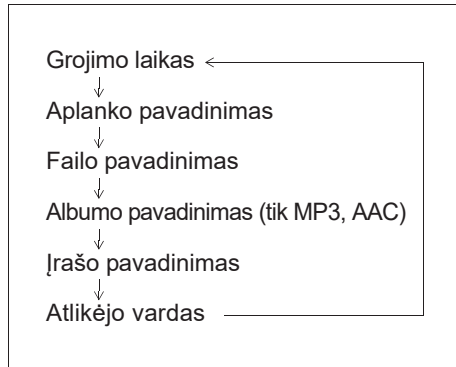 Grojimo laikas
Aplanko pavadinimas
Failo pavadinimas
Albumo pavadinimas (tik MP3, AAC)
Įrašo pavadinimas
Atlikėjo vardas